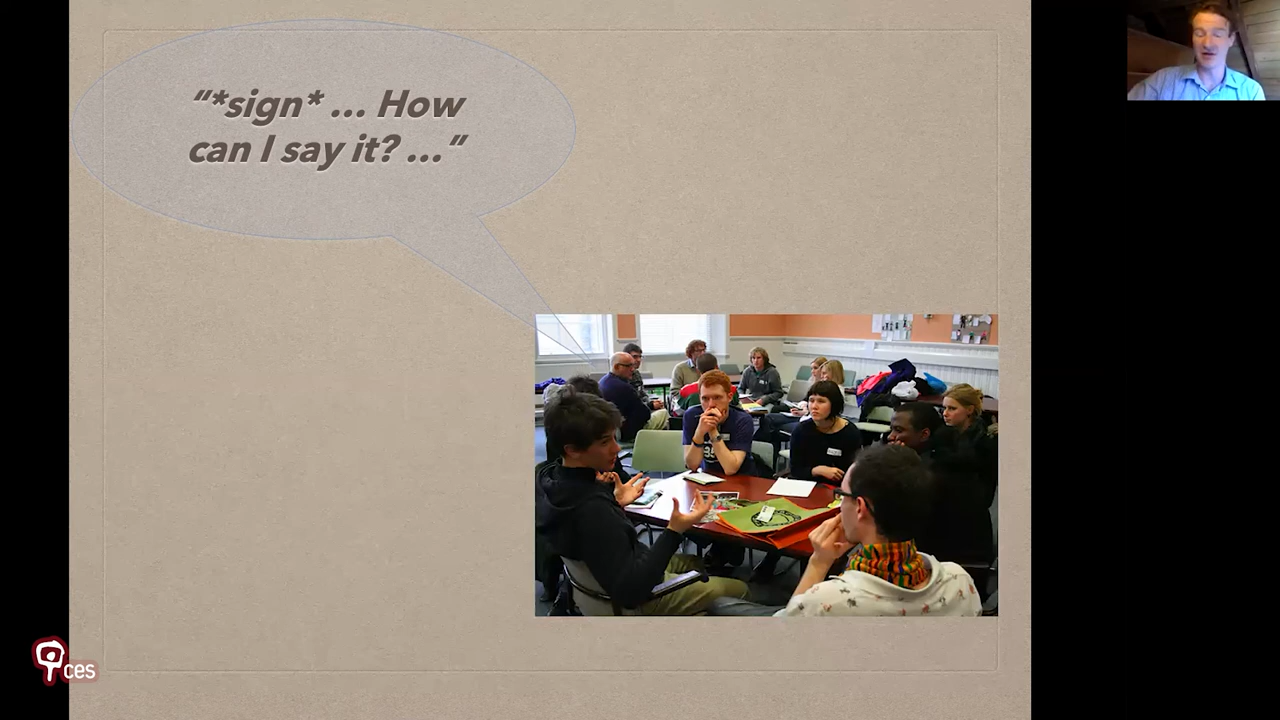 “*sign* ... How
can I say it? ...”
ces